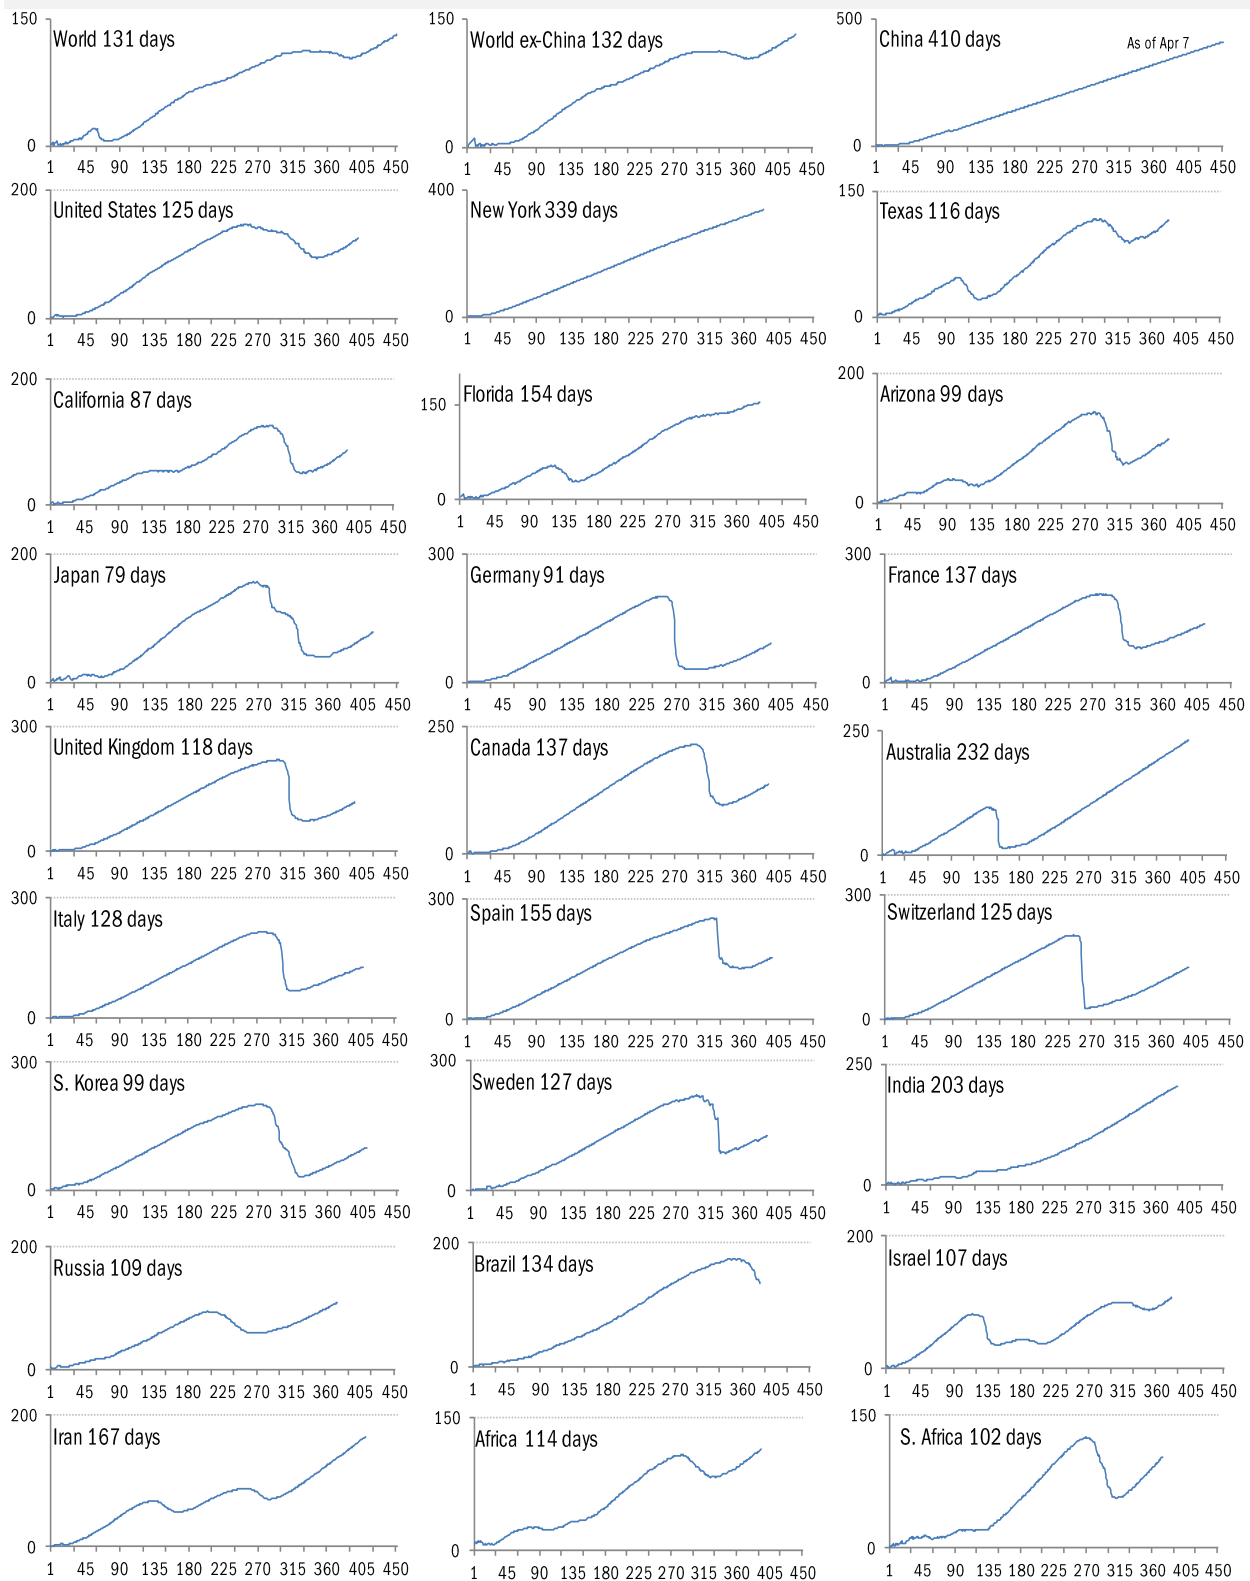 150
World 131 days
0
1 45 90 135 180 225 270 315 360 405 450
150
World ex-China 132 days
0
1 45 90 135 180 225 270 315 360 405 450
500
China 410 days
As of Apr 7
0
1 45 90 135 180 225 270 315 360 405 450
200
United States 125 days
0
1 45 90 135 180 225 270 315 360 405 450
400
New York 339 days
0
1 45 90 135 180 225 270 315 360 405 450
150
Texas 116 days
0
1 45 90 135 180 225 270 315 360 405 450
200
California 87 days
0
1 45 90 135 180 225 270 315 360 405 450
Florida 154 days
150
0
1 45 90 135 180 225 270 315 360 405 450
200
Arizona 99 days
0
1 45 90 135 180 225 270 315 360 405 450
200
Japan 79 days
0
1 45 90 135 180 225 270 315 360 405 450
300
Germany 91 days
0
1 45 90 135 180 225 270 315 360 405 450
300
France 137 days
0
1 45 90 135 180 225 270 315 360 405 450
300
United Kingdom 118 days
0
1 45 90 135 180 225 270 315 360 405 450
250
Canada 137 days
0
1 45 90 135 180 225 270 315 360 405 450
250
Australia 232 days
0
1 45 90 135 180 225 270 315 360 405 450
300
Italy 128 days
0
1 45 90 135 180 225 270 315 360 405 450
300
Spain 155 days
0
1 45 90 135 180 225 270 315 360 405 450
300
Switzerland 125 days
0
1 45 90 135 180 225 270 315 360 405 450
300
S. Korea 99 days
0
1 45 90 135 180 225 270 315 360 405 450
300
Sweden 127 days
0
1 45 90 135 180 225 270 315 360 405 450
250
India 203 days
0
1 45 90 135 180 225 270 315 360 405 450
200
Russia 109 days
0
1 45 90 135 180 225 270 315 360 405 450
200
Brazil 134 days
0
1 45 90 135 180 225 270 315 360 405 450
200
Israel 107 days
0
1 45 90 135 180 225 270 315 360 405 450
200
Iran 167 days
0
1 45 90 135 180 225 270 315 360 405 450
150
Africa 114 days
0
1 45 90 135 180 225 270 315 360 405 450
150
S. Africa 102 days
0
1 45 90 135 180 225 270 315 360 405 450